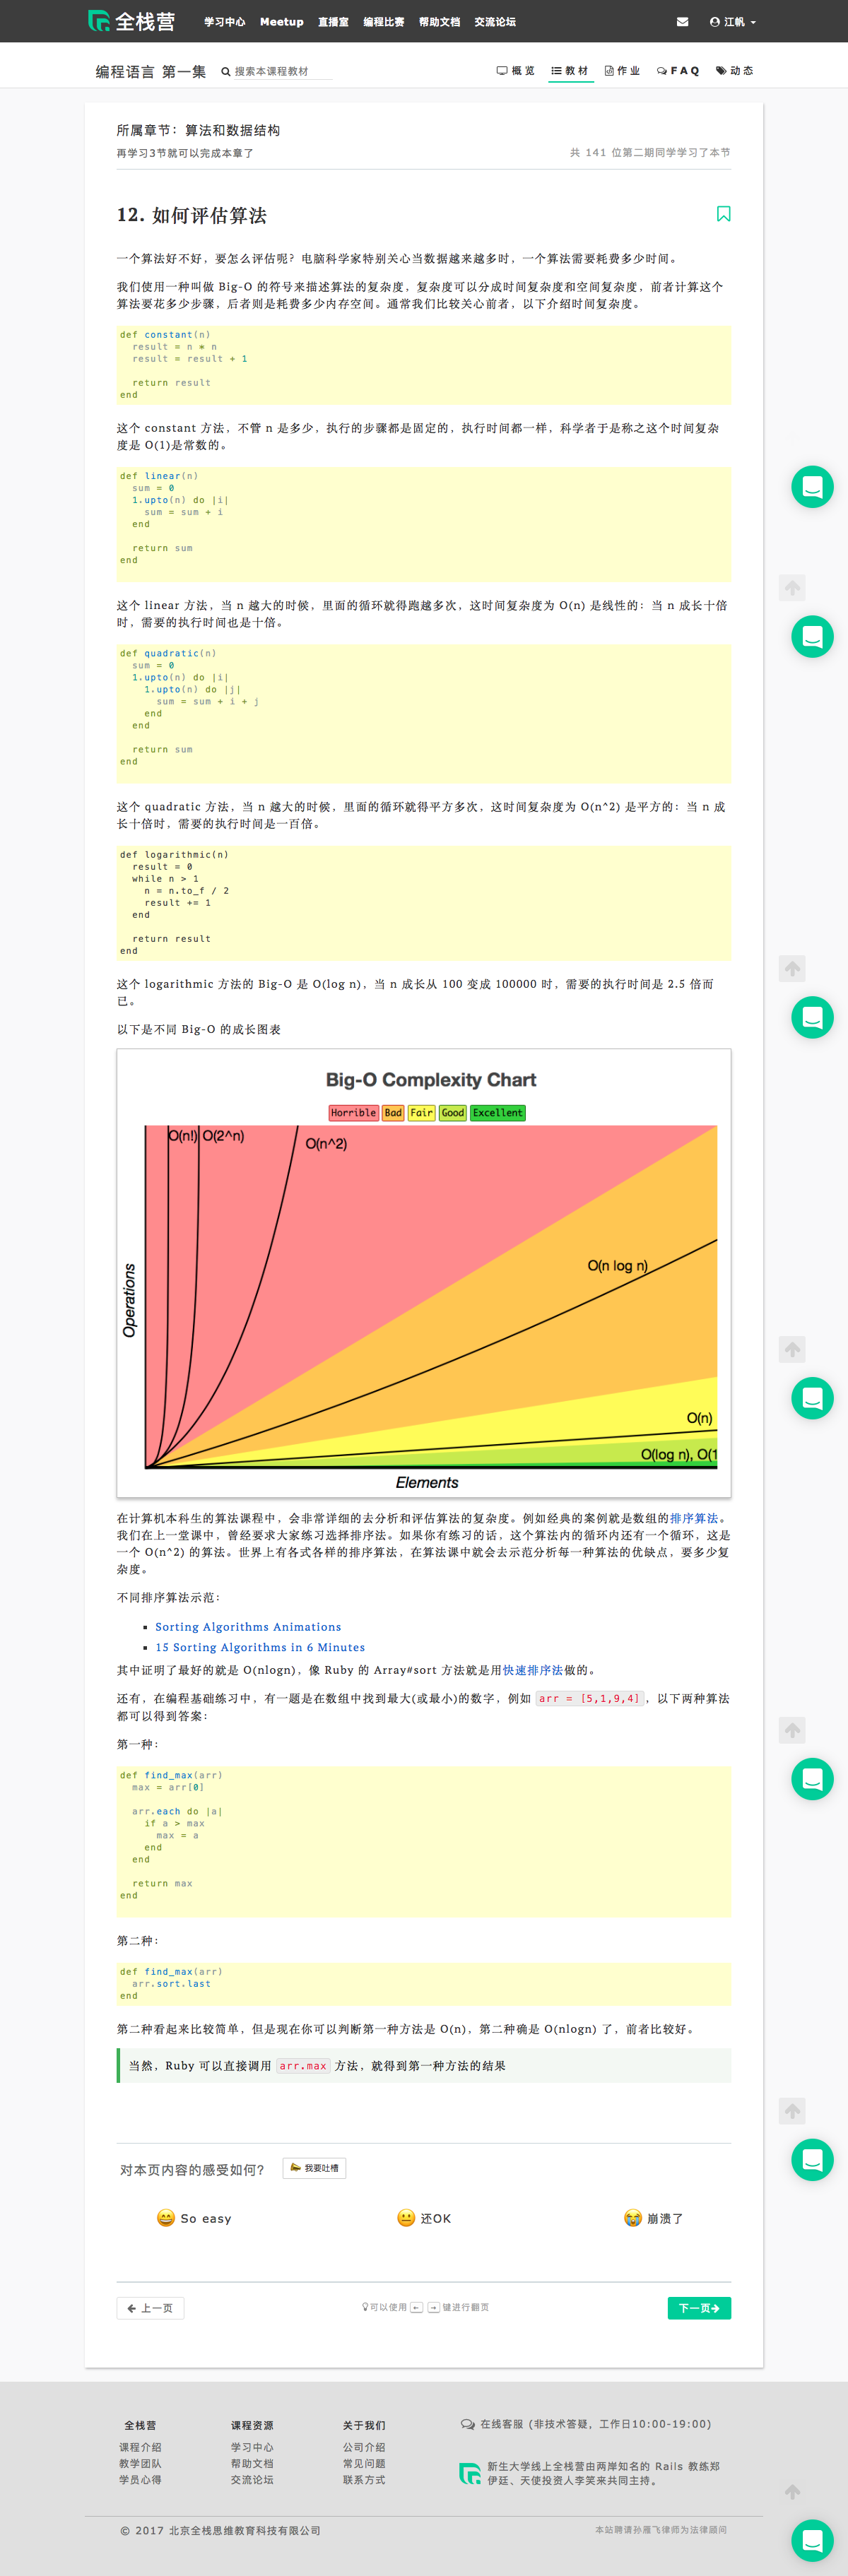 全栈营
学习中心 Meetup 直播室 编程比赛 帮助文档 交流论坛 江帆
编程语言 第一集 搜索本课程教材 概览 教材 作业 FAQ 动态
所属章节：算法和数据结构
再学习3节就可以完成本章了 共 141 位第二期同学学习了本节
12. 如何评估算法
一个算法好不好，要怎么评估呢？电脑科学家特别关心当数据越来越多时，一个算法需要耗费多少时间。
我们使用一种叫做 Big-O 的符号来描述算法的复杂度，复杂度可以分成时间复杂度和空间复杂度，前者计算这个
算法要花多少步骤，后者则是耗费多少内存空间。通常我们比较关心前者，以下介绍时间复杂度。
def constant(n)
  result = n * n
  result = result + 1

  return result
end
这个 constant 方法，不管 n 是多少，执行的步骤都是固定的，执行时间都一样，科学者于是称之这个时间复杂
度是 O(1)是常数的。
def linear(n)
  sum = 0
  1.upto(n) do |i|
    sum = sum + i
  end

  return sum
end
这个 linear 方法，当 n 越大的时候，里面的循环就得跑越多次，这时间复杂度为 O(n) 是线性的：当 n 成长十倍
时，需要的执行时间也是十倍。
def quadratic(n)
  sum = 0
  1.upto(n) do |i|
    1.upto(n) do |j|
      sum = sum + i + j
    end
  end

  return sum
end
这个 quadratic 方法，当 n 越大的时候，里面的循环就得平方多次，这时间复杂度为 O(n^2) 是平方的：当 n 成
长十倍时，需要的执行时间是一百倍。
def logarithmic(n)
  result = 0
  while n > 1
    n = n.to_f / 2
    result += 1
  end

  return result
end
这个 logarithmic 方法的 Big-O 是 O(log n)，当 n 成长从 100 变成 100000 时，需要的执行时间是 2.5 倍而
已。
以下是不同 Big-O 的成长图表
Big-O Complexity Chart
Horrible Bad Fair Good Excellent
O(n!) O(2^n) O(n^2)
O(n log n)
Operations
O(n)
O(log n), O(1
Elements
在计算机本科生的算法课程中，会非常详细的去分析和评估算法的复杂度。例如经典的案例就是数组的排序算法。
我们在上一堂课中，曾经要求大家练习选择排序法。如果你有练习的话，这个算法内的循环内还有一个循环，这是
一个 O(n^2) 的算法。世界上有各式各样的排序算法，在算法课中就会去示范分析每一种算法的优缺点，要多少复
杂度。
不同排序算法示范：
Sorting Algorithms Animations
15 Sorting Algorithms in 6 Minutes
其中证明了最好的就是 O(nlogn)，像 Ruby 的 Array#sort 方法就是用快速排序法做的。
还有，在编程基础练习中，有一题是在数组中找到最大(或最小)的数字，例如 arr = [5,1,9,4]，以下两种算法
都可以得到答案：
第一种：
def find_max(arr)
  max = arr[0]

  arr.each do |a|
    if a > max
      max = a
    end
  end

  return max
end
第二种：
def find_max(arr)
  arr.sort.last
end
第二种看起来比较简单，但是现在你可以判断第一种方法是 O(n)，第二种确是 O(nlogn) 了，前者比较好。
当然，Ruby 可以直接调用 arr.max 方法，就得到第一种方法的结果
对本页内容的感受如何? 我要吐槽
So easy 还OK 崩溃了
← 上一页 可以使用 ← → 键进行翻页 下一页→
全栈营 课程资源 关于我们 在线客服 (非技术答疑，工作日10:00-19:00)
课程介绍 学习中心 公司介绍
教学团队 帮助文档 常见问题 新生大学线上全栈营由两岸知名的 Rails 教练郑
学员心得 交流论坛 联系方式 伊廷、天使投资人李笑来共同主持。
© 2017 北京全栈思维教育科技有限公司 本站聘请孙雁飞律师为法律顾问